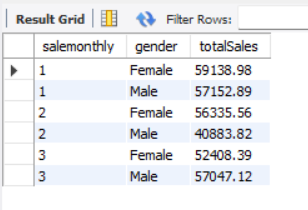 Result Grid Filter Rows:
salemonthly gender totalSales
1 Female 59138.98
1 Male 57152.89
2 Female 56335.56
2 Male 40883.82
3 Female 52408.39
3 Male 57047.12